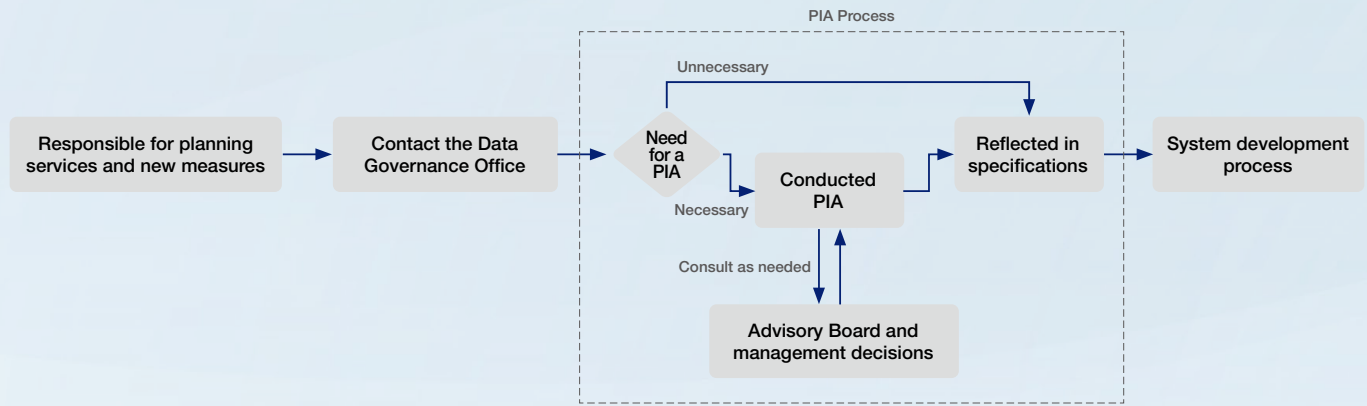 PIA Process
Unnecessary
Responsible for planning
services and new measures
Contact the Data
Governance Office
Need
for a
PIA
Necessary
Conducted
PIA
Reflected in
specifications
System development
process
Consult as needed
Advisory Board and
management decisions